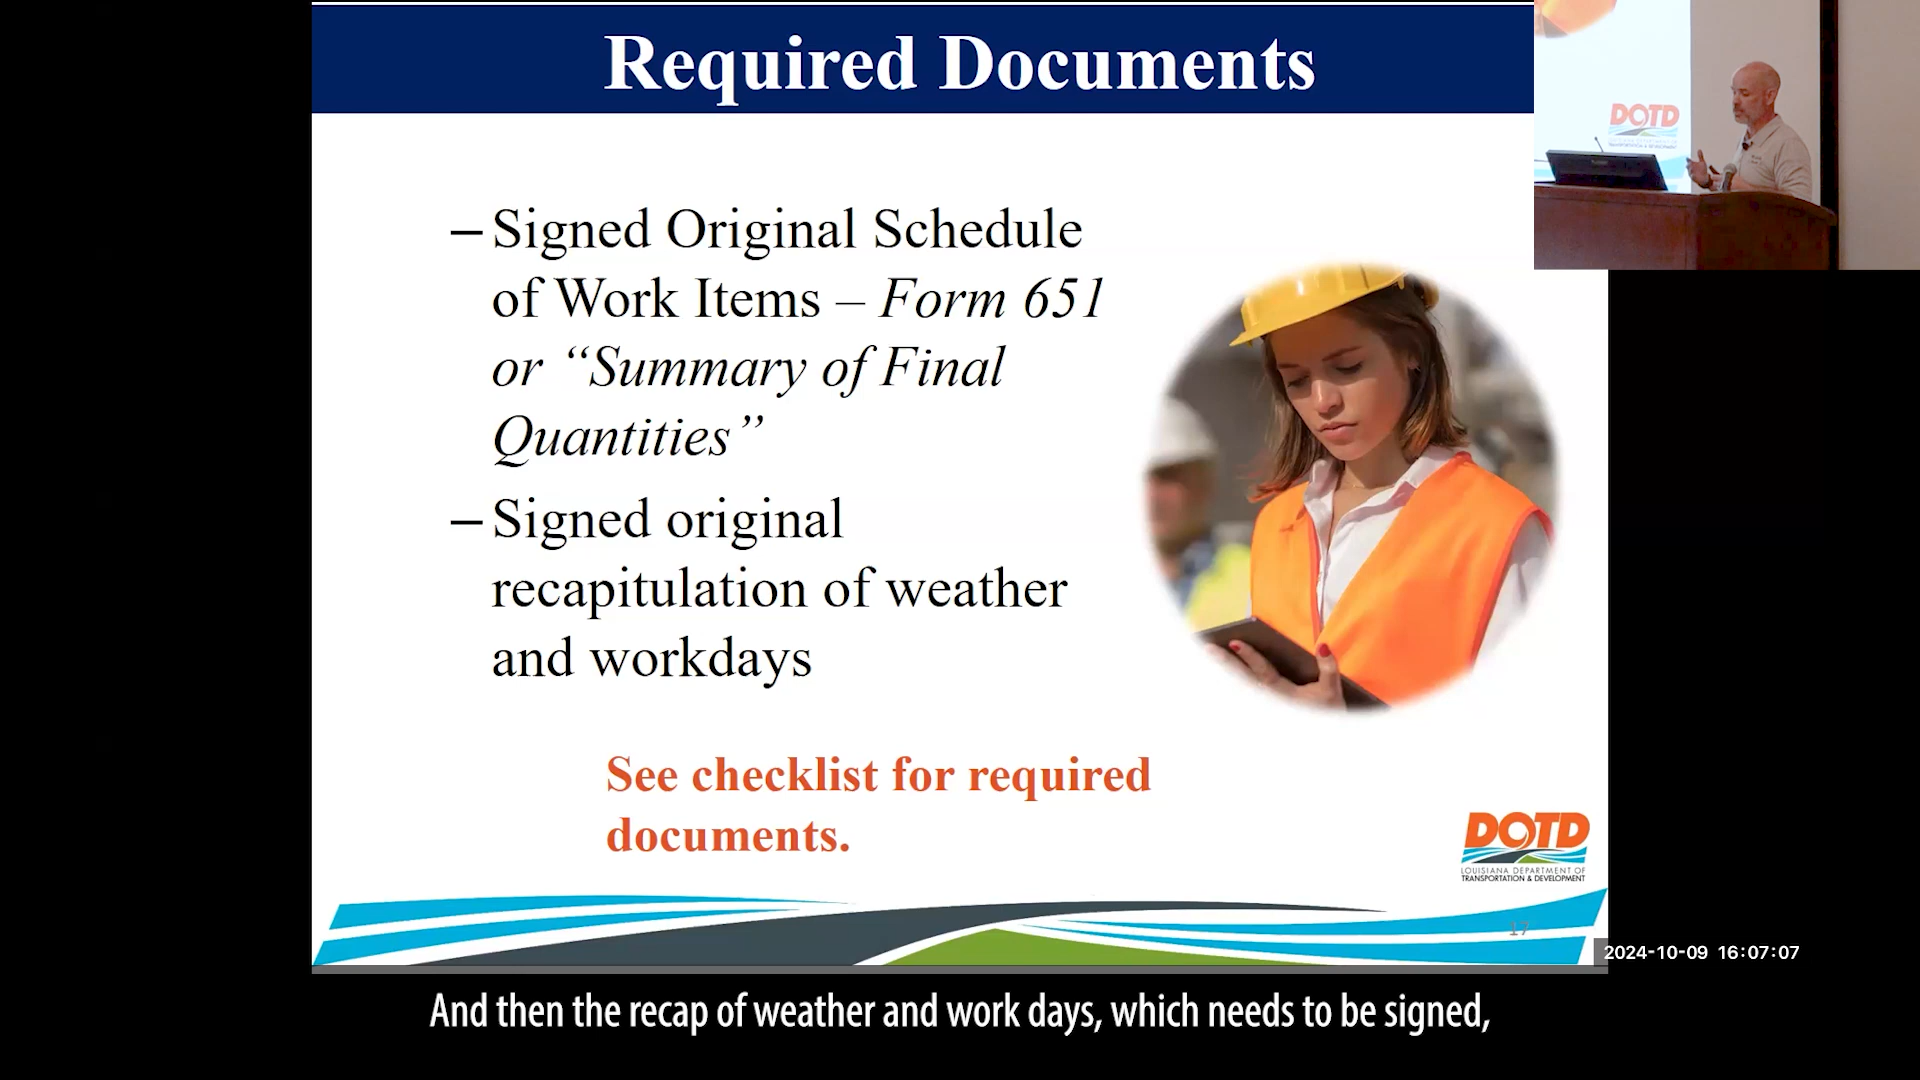 Required Documents
– Signed Original Schedule
of Work Items – Form 651
or “Summary of Final
Quantities”
– Signed original
recapitulation of weather
and workdays
See checklist for required
documents.
DOTD
LOUISIANA DEPARTMENT OF
TRANSPORTATION & DEVELOPMENT
17
DOTD
2024-10-09 16:07:07
And then the recap of weather and work days, which needs to be signed,